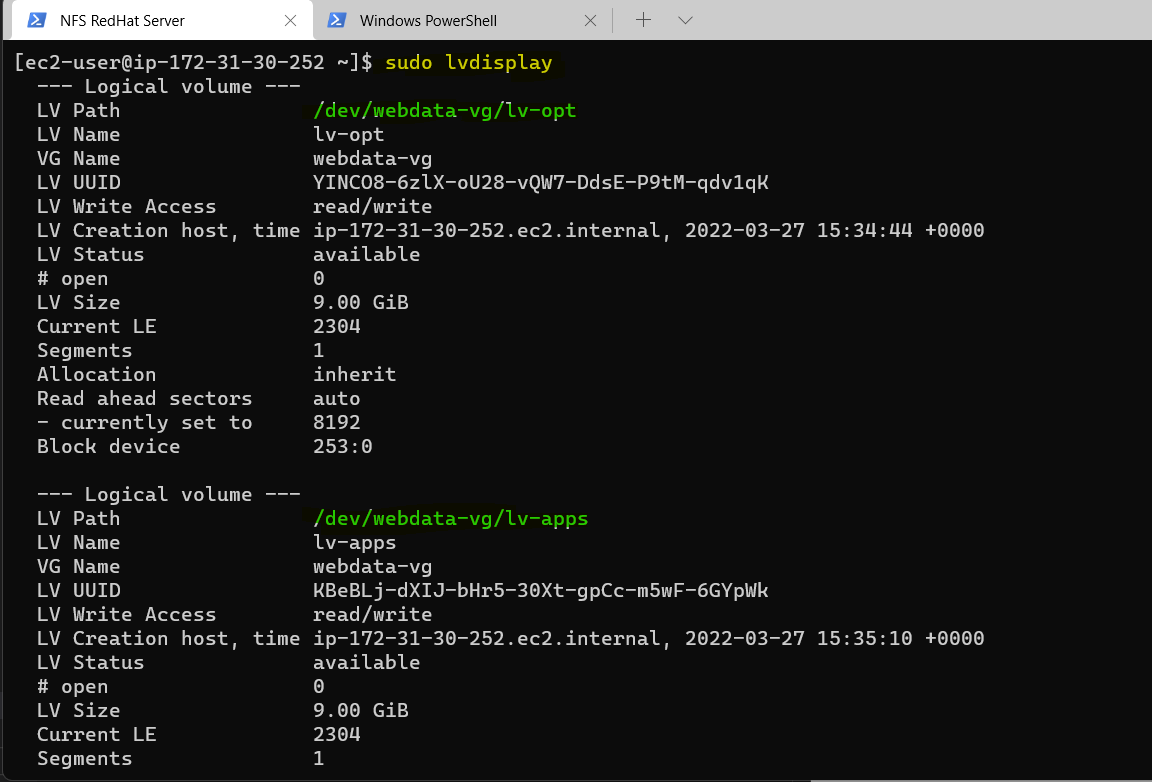 NFS RedHat Server
Windows PowerShell
[ec2-user@ip-172-31-30-252 ~]$ sudo lvdisplay
--- Logical volume ---
LV Path /dev/webdata-vg/lv-opt
LV Name lv-opt
VG Name webdata-vg
LV UUID YINCO8-6zlX-oU28-vQW7-DdsE-P9tM-qdv1qK
LV Write Access read/write
LV Creation host, time ip-172-31-30-252.ec2.internal, 2022-03-27 15:34:44 +0000
LV Status available
# open 0
LV Size 9.00 GiB
Current LE 2304
Segments 1
Allocation inherit
Read ahead sectors auto
- currently set to 8192
Block device 253:0
--- Logical volume ---
LV Path /dev/webdata-vg/lv-apps
LV Name lv-apps
VG Name webdata-vg
LV UUID KBeBLj-dXIJ-bHr5-30Xt-gpCc-m5wF-6GYpWk
LV Write Access read/write
LV Creation host, time ip-172-31-30-252.ec2.internal, 2022-03-27 15:35:10 +0000
LV Status available
# open 0
LV Size 9.00 GiB
Current LE 2304
Segments 1